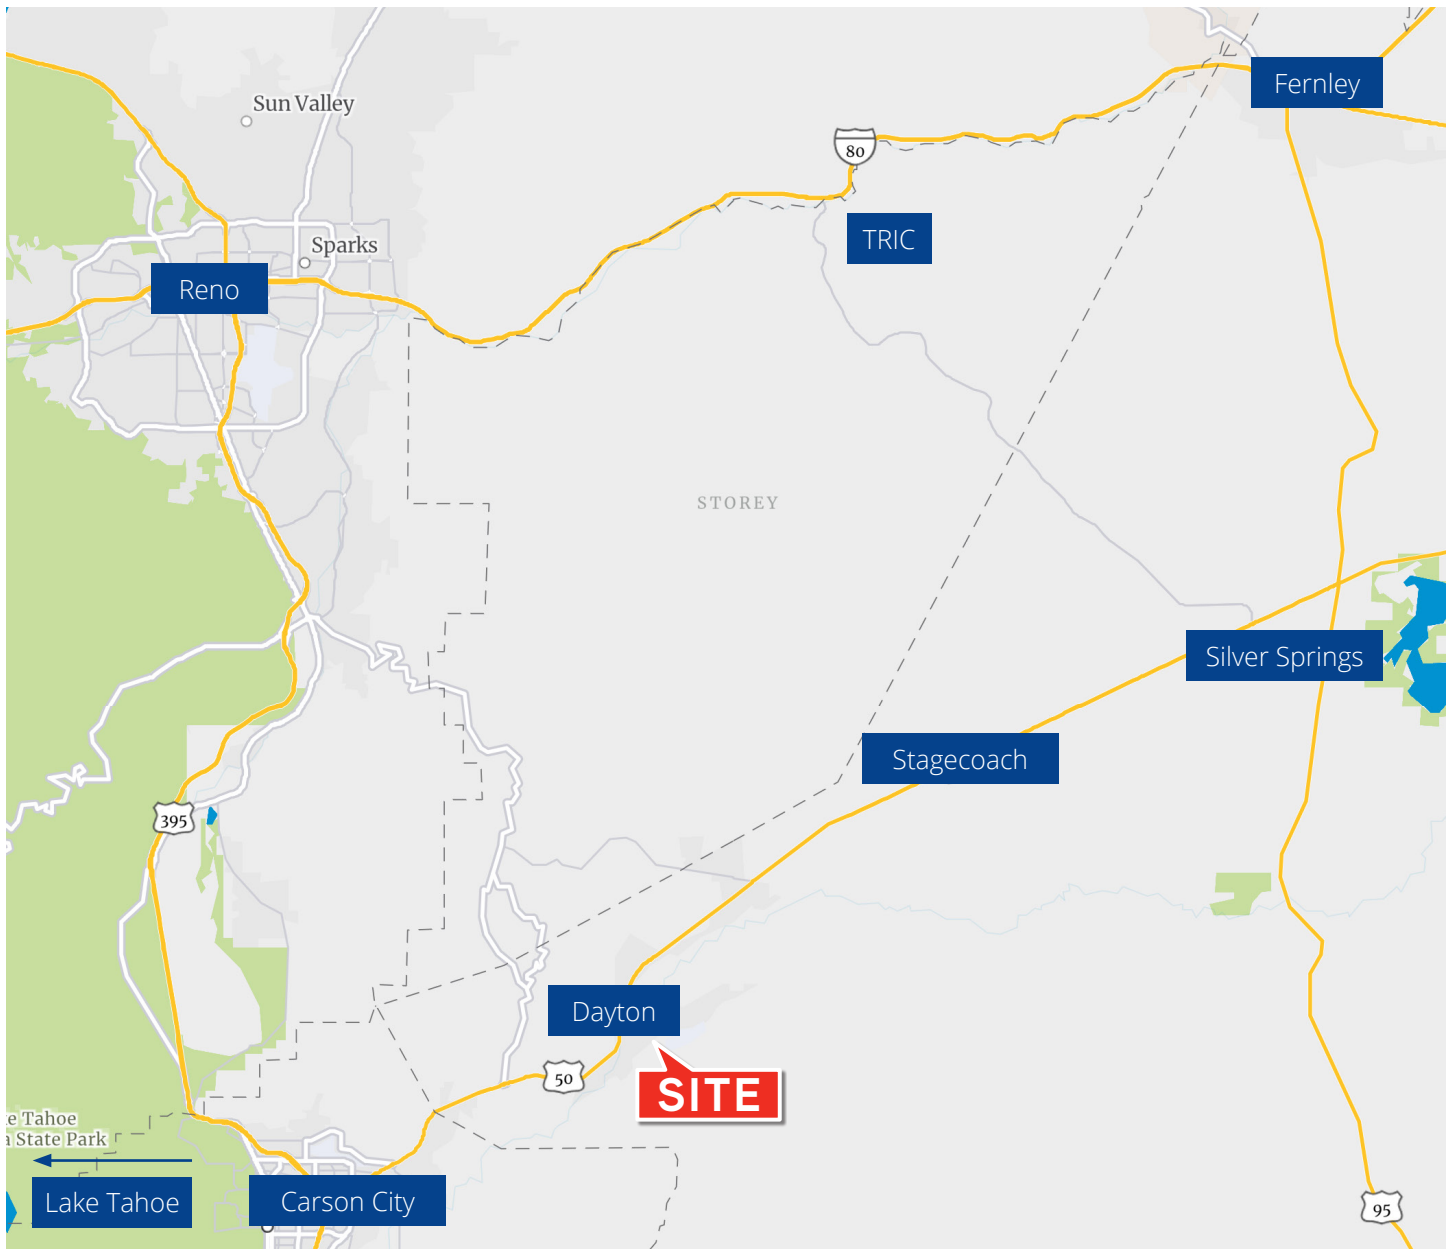 Sun Valley
Fernley
80
TRIC
Sparks
Reno
STOREY
Silver Springs
Stagecoach
395
Dayton
50
SITE
e Tahoe
State Park
Lake Tahoe
Carson City
95